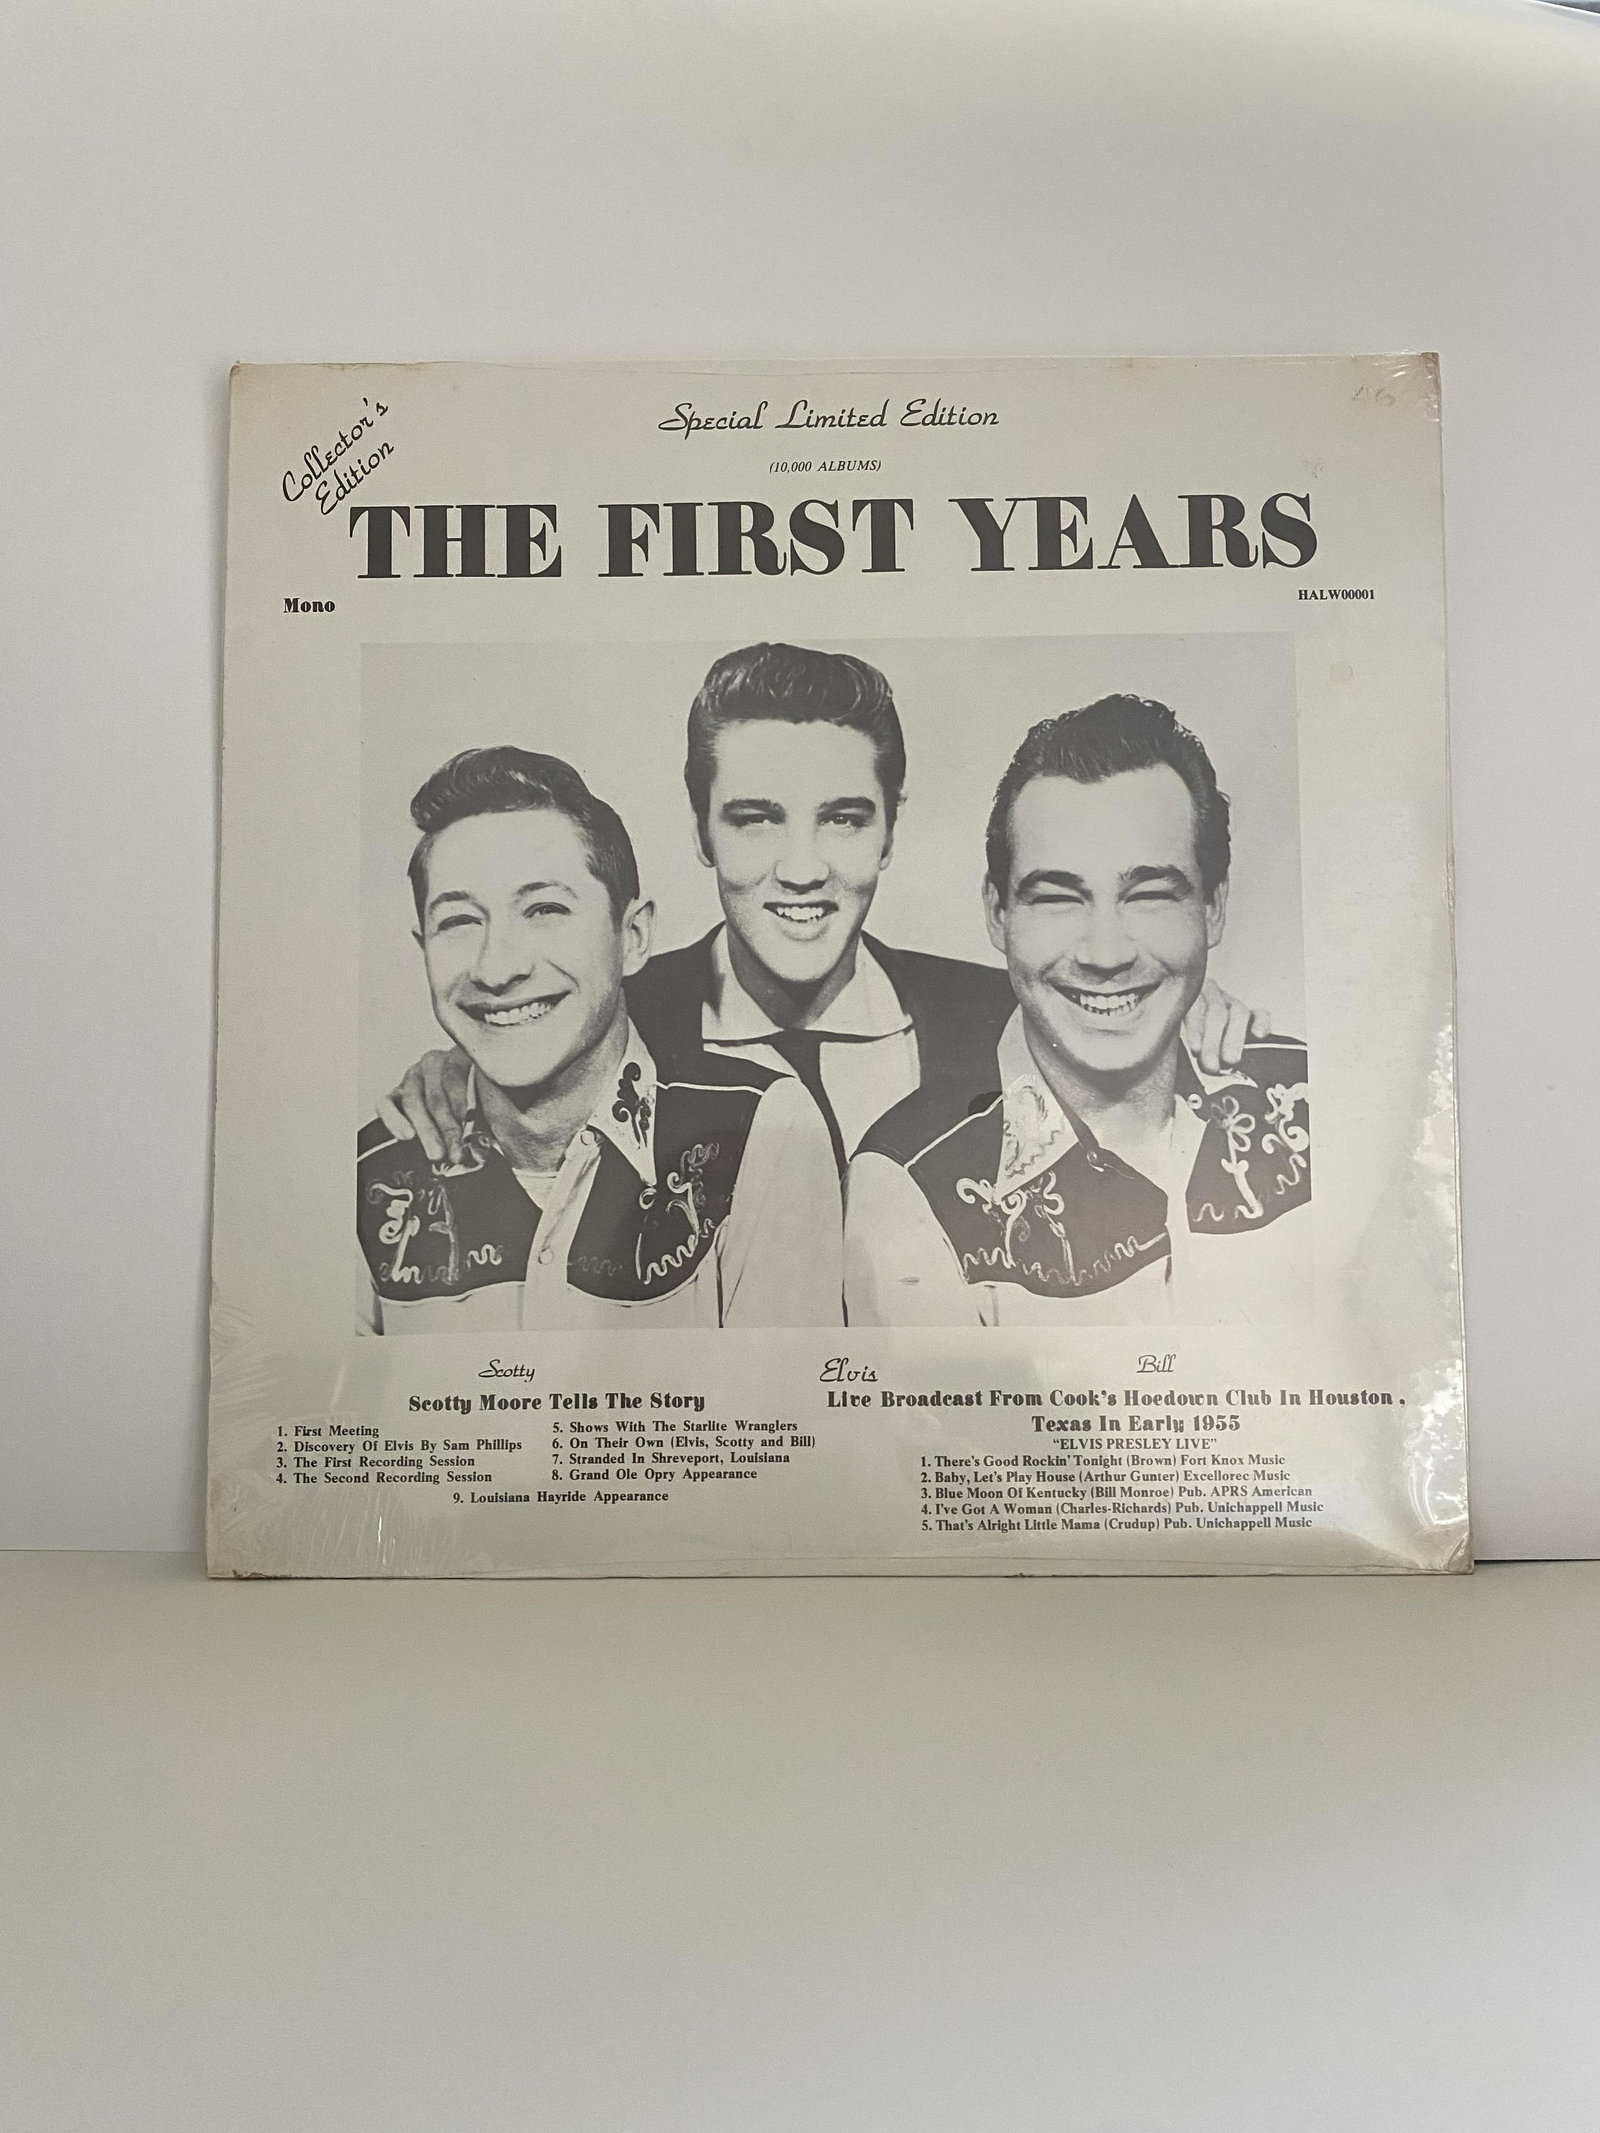 Collector's
Edition
Special Limited Edition
(10,000 ALBUMS)
THE FIRST YEARS
Mono
HALW00001
Scotty
Elvis
Bill
Scotty Moore Tells The Story
1. First Meeting
2. Discovery Of Elvis By Sam Phillips
3. The First Recording Session
4. The Second Recording Session
5. Shows With The Starlite Wranglers
6. On Their Own (Elvis, Scotty and Bill)
7. Stranded In Shreveport, Louisiana
8. Grand Ole Opry Appearance
9. Louisiana Hayride Appearance
Live Broadcast From Cook's Hoedown Club In Houston ,
Texas In Early 1955
"ELVIS PRESLEY LIVE"
1. There's Good Rockin' Tonight (Brown) Fort Knox Music
2. Baby, Let's Play House (Arthur Gunter) Excellorec Music
3. Blue Moon Of Kentucky (Bill Monroe) Pub. APRS American
4. I've Got A Woman (Charles-Richards) Pub. Unichappell Music
5. That's Alright Little Mama (Crudup) Pub. Unichappell Music